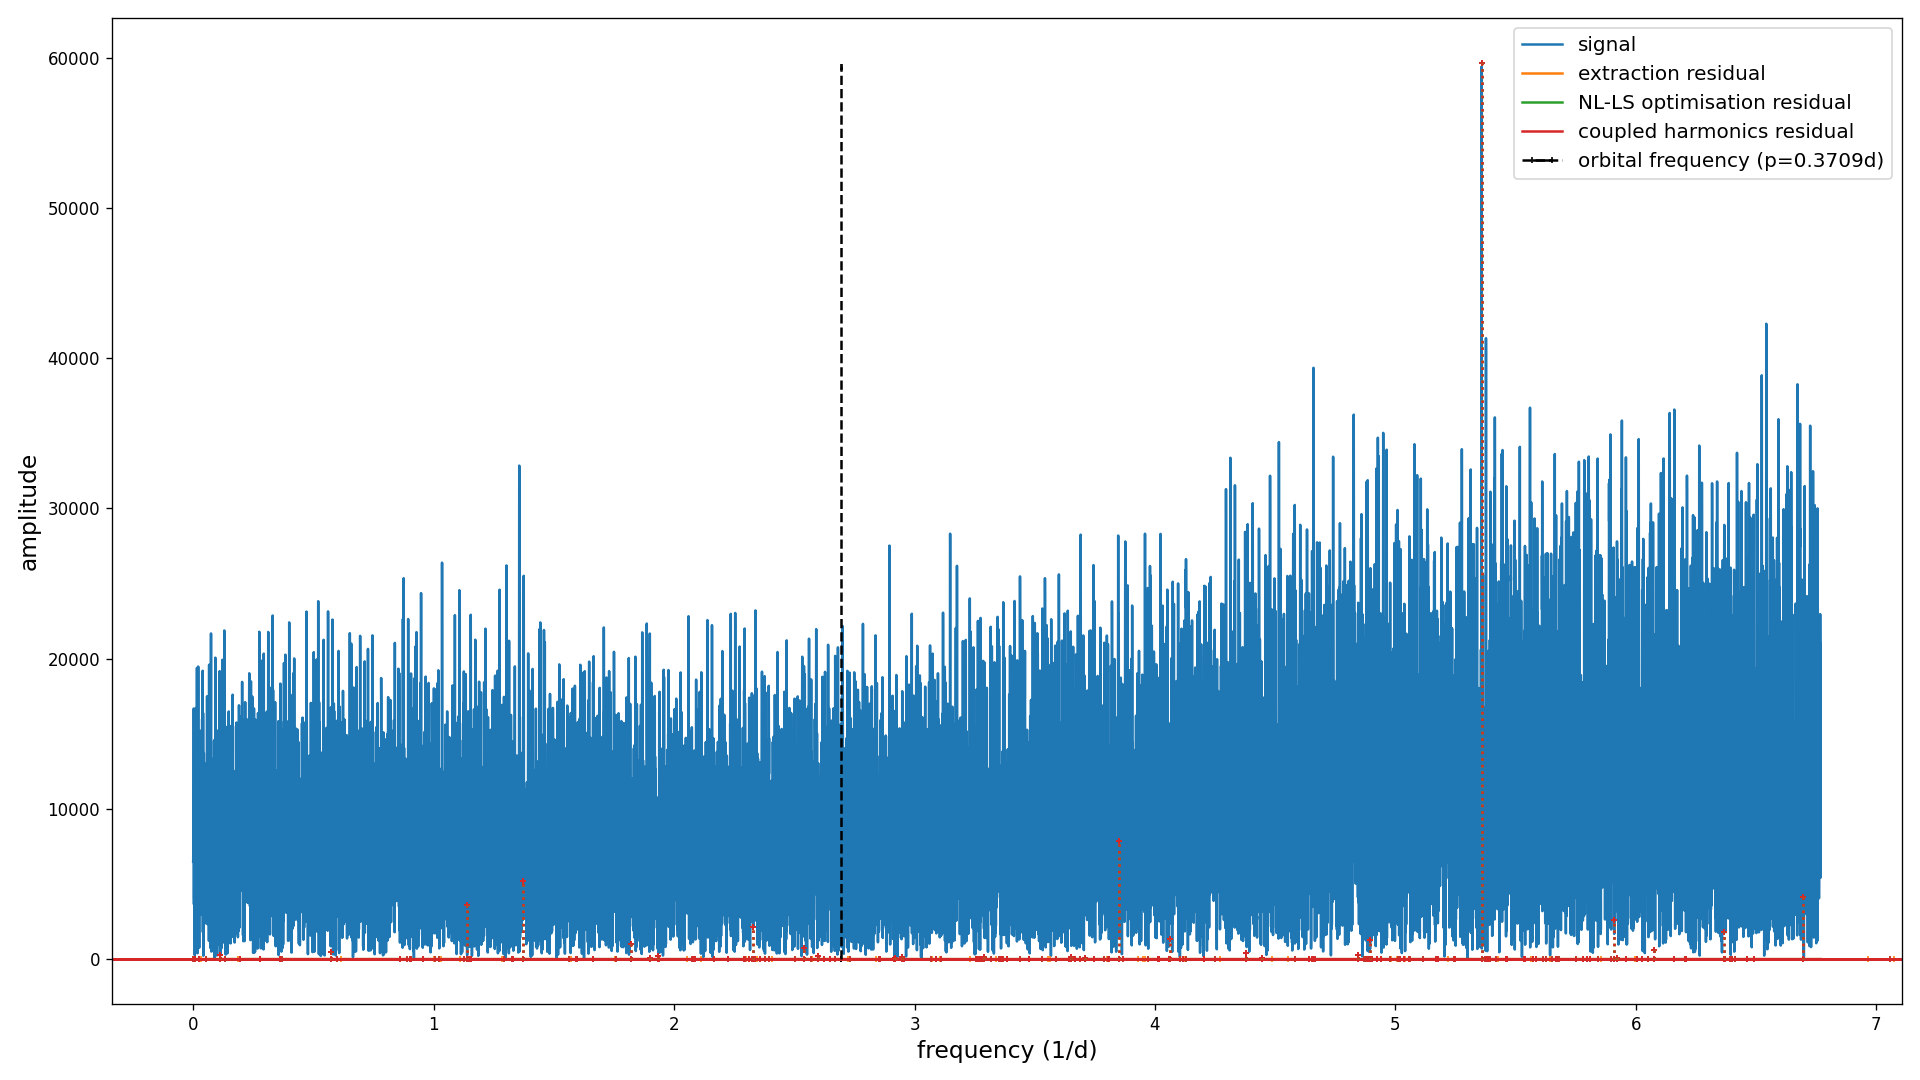 60000
50000
40000
30000
20000
10000
0
amplitude
0 1 2 3 4 5 6 7
frequency (1/d)
signal
extraction residual
NL-LS optimisation residual
coupled harmonics residual
orbital frequency (p=0.3709d)